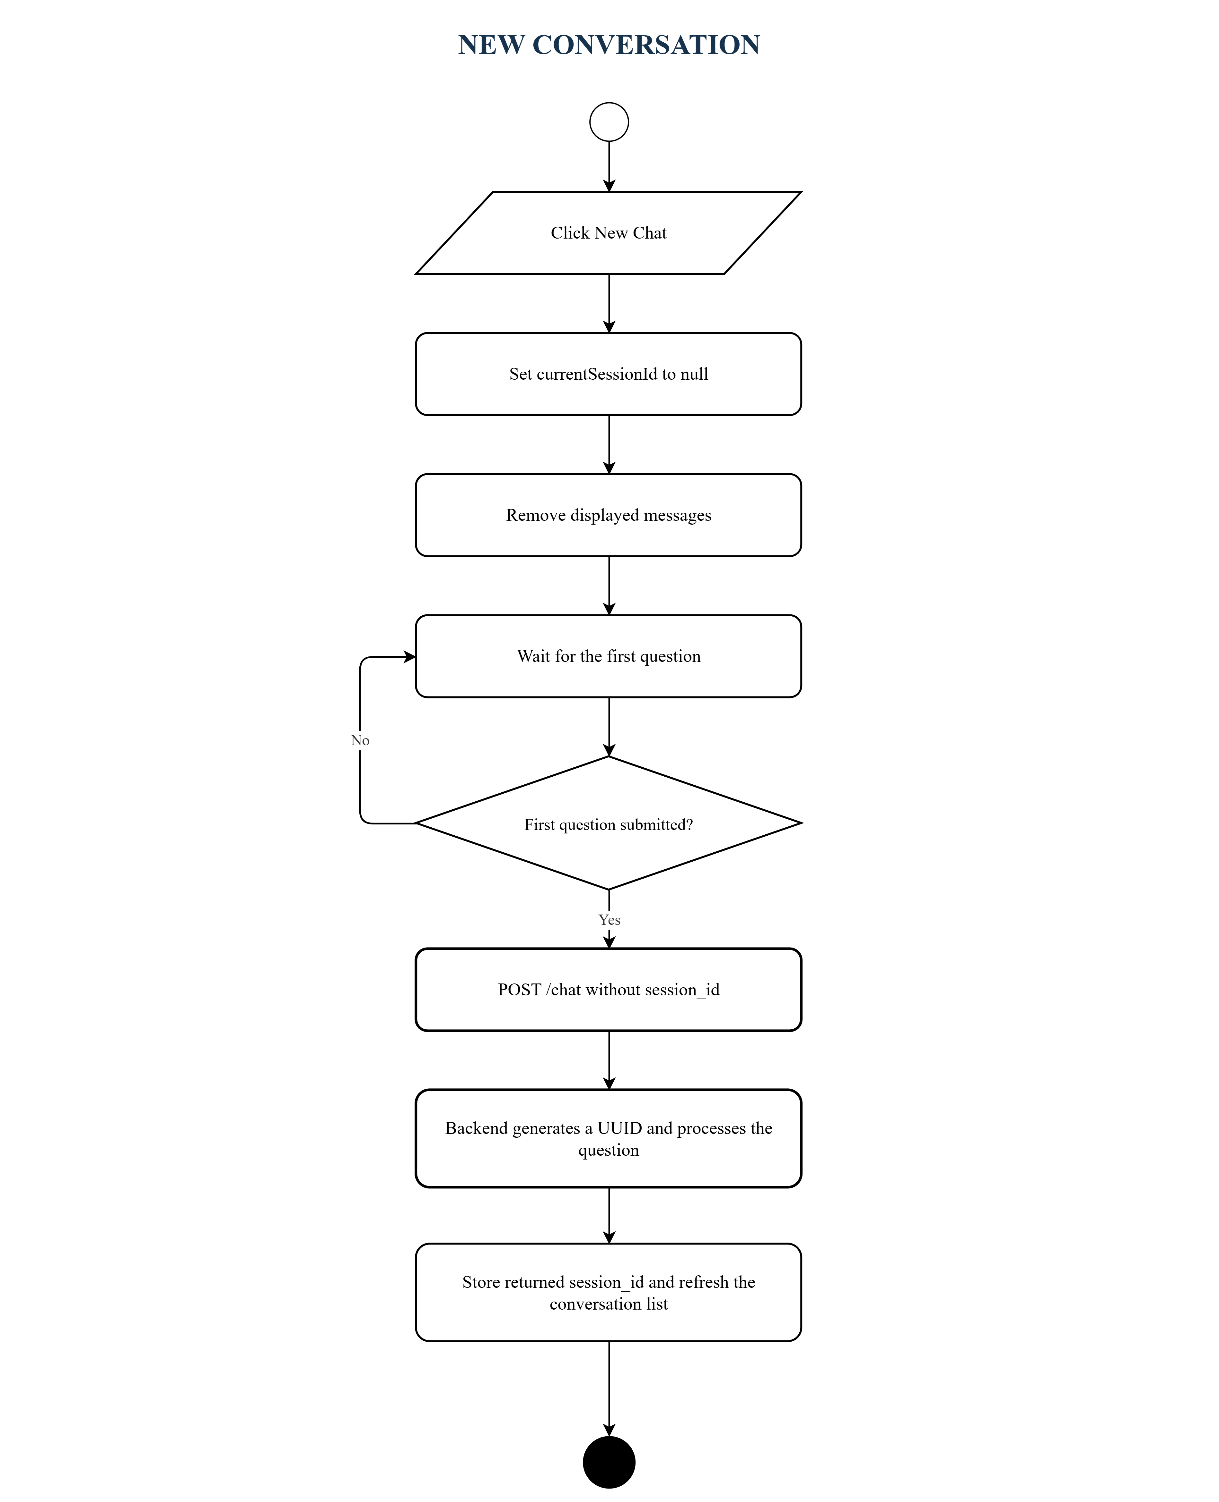 NEW CONVERSATION
Click New Chat
Set currentSessionId to null
Remove displayed messages
Wait for the first question
No
First question submitted?
Yes
POST /chat without session_id
Backend generates a UUID and processes the
question
Store returned session_id and refresh the
conversation list